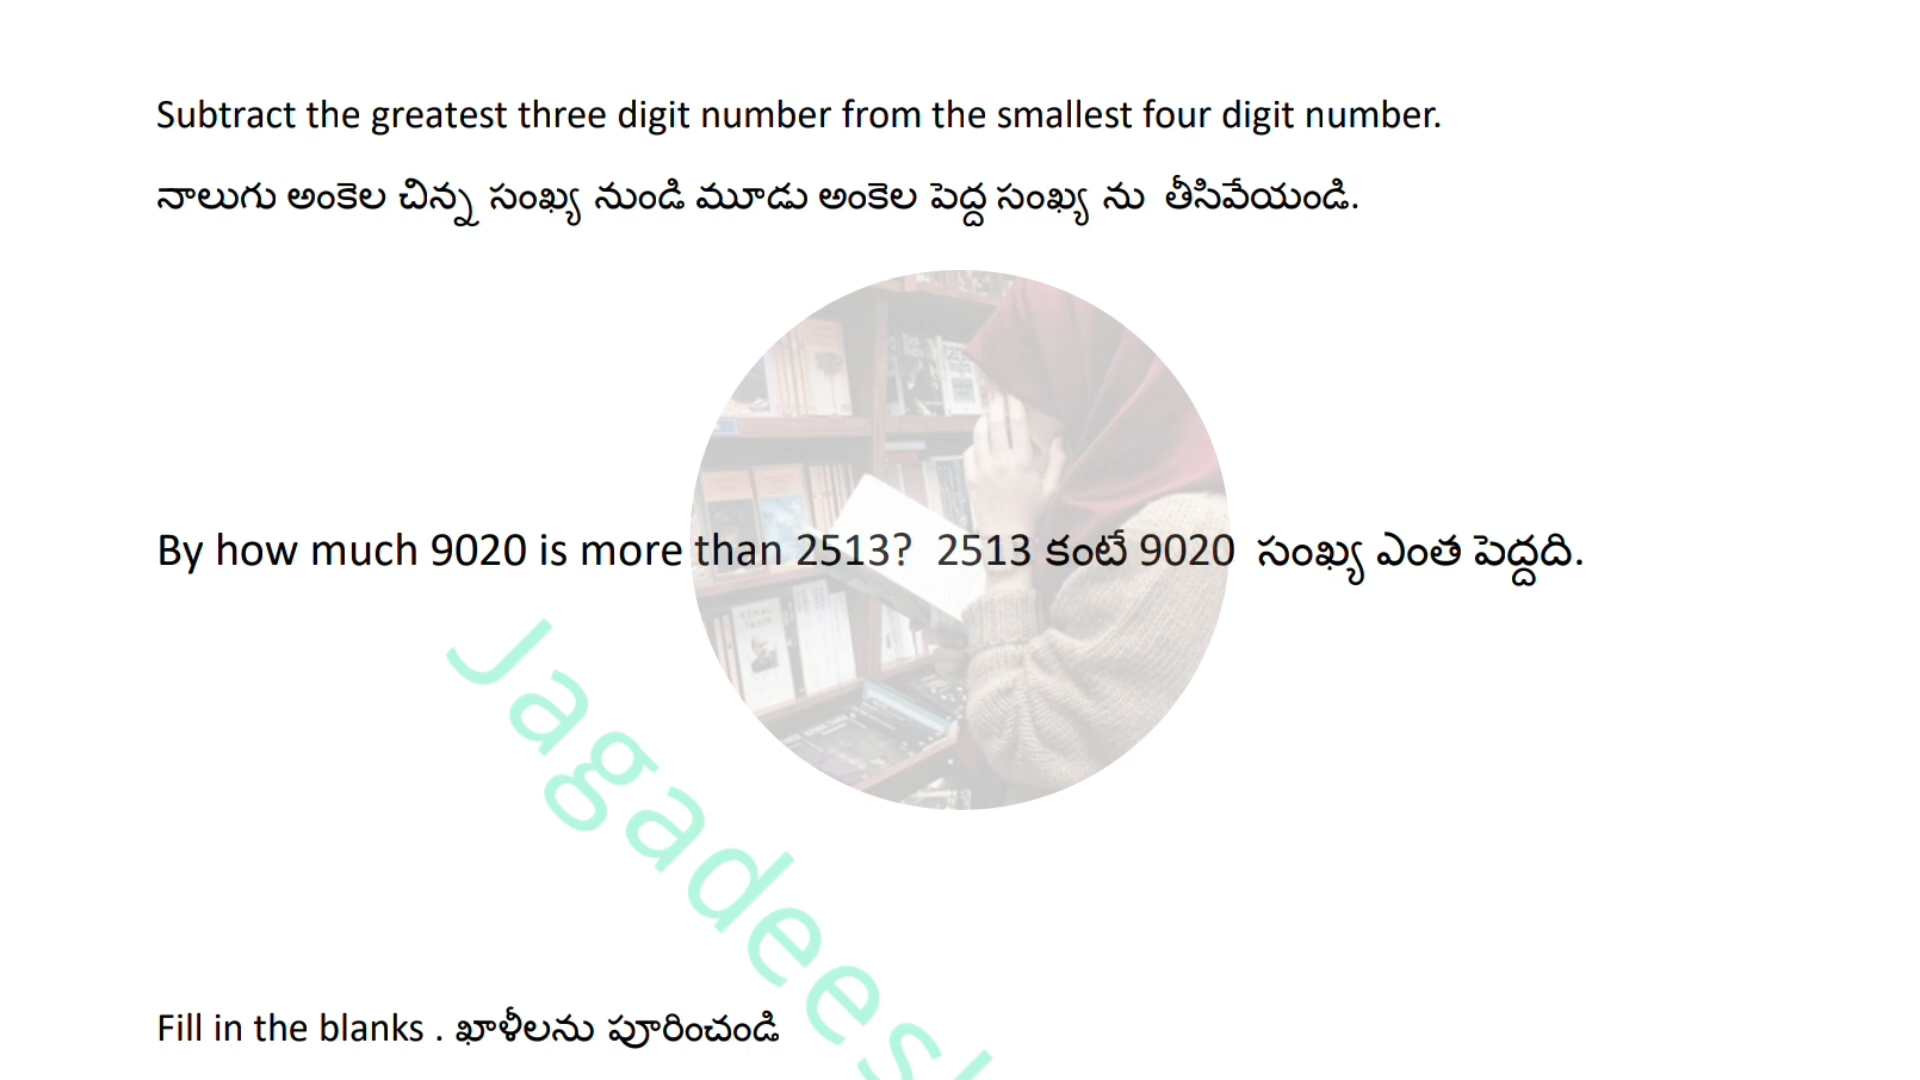 Subtract the greatest three digit number from the smallest four digit number.
నాలుగు అంకెల చిన్న సంఖ్య నుండి మూడు అంకెల పెద్ద సంఖ్య ను తీసివేయండి.
By how much 9020 is more than 2513? 2513 కంటే 9020 సంఖ్య ఎంత పెద్దది.
Fill in the blanks . ఖాళీలను పూరించండి